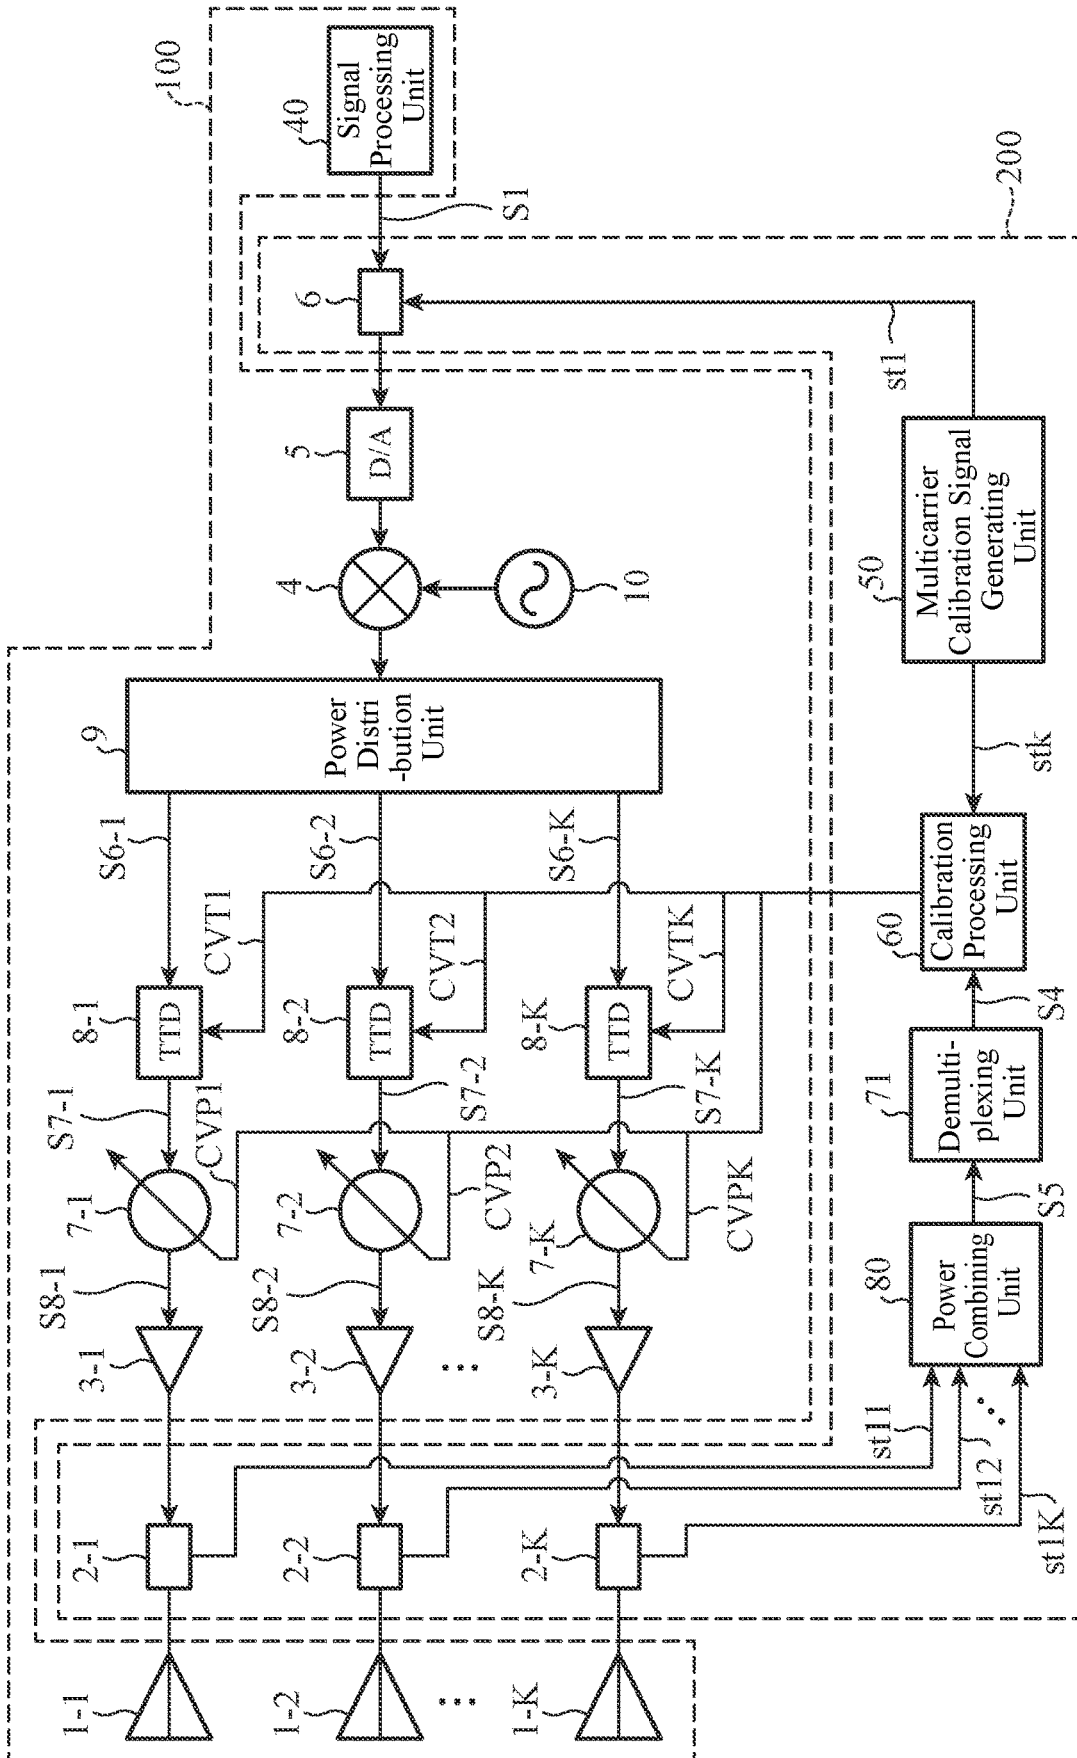 100
40
Signal
Processing
Unit
S1
200
6
st1
5
D/A
4
10
50
Multicarrier
Calibration Signal
Generating
Unit
9
Power
Distri
-bution
Unit
stk
S6-1
S6-2
S6-K
CVT1
CVT2
CVTK
60
Calibration
Processing
Unit
8-1
TTD
8-2
TTD
8-K
TTD
S4
S7-1
S7-2
S7-K
71
Demulti-
plexing
Unit
CVP1
CVP2
CVPK
7-1
7-2
7-K
S5
S8-1
S8-2
S8-K
80
Power
Combining
Unit
3-1
3-2
3-K
st11
st12
st1K
2-1
2-2
2-K
1-1
1-2
1-K